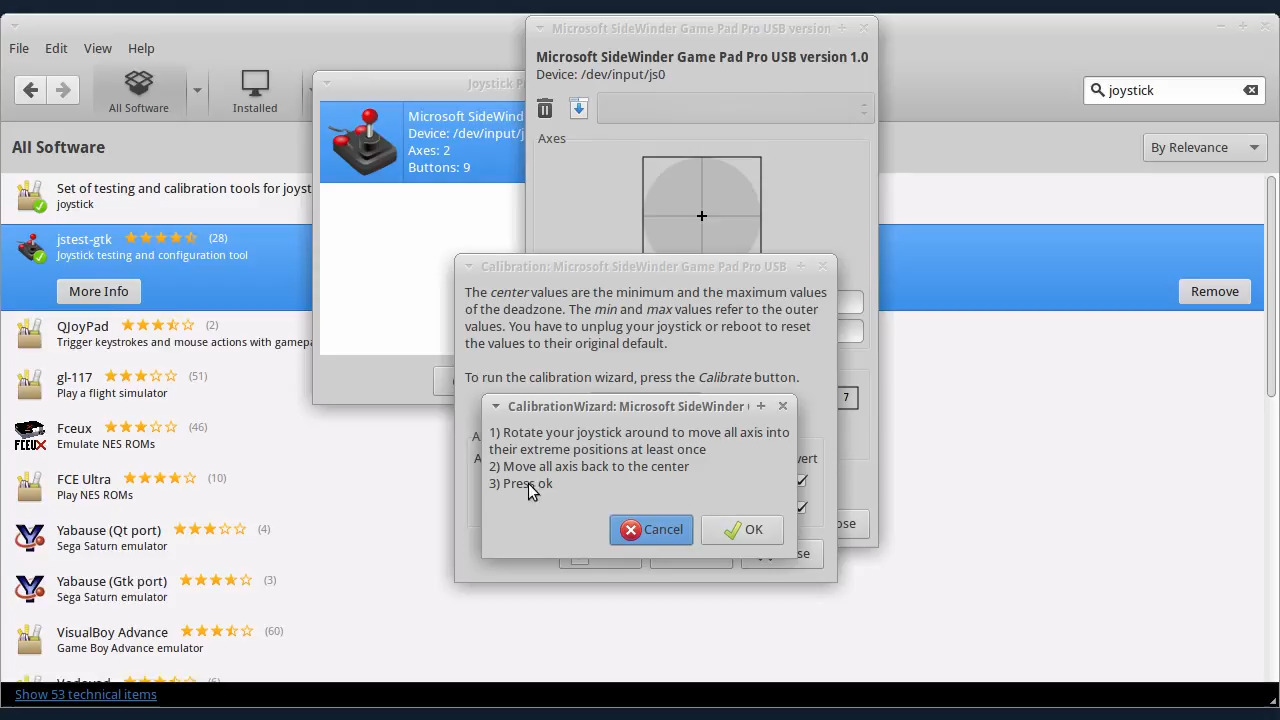 File Edit View Help
All Software
Installed
joystick
All Software
By Relevance
Set of testing and calibration tools for joyst
joystick
jstest-gtk (28)
Joystick testing and configuration tool
More Info
Remove
QJoyPad (2)
Trigger keystrokes and mouse actions with gamepa
gl-117 (51)
Play a flight simulator
Fceux (46)
FCEUX
Emulate NES ROMs
FCE Ultra (10)
Play NES ROMs
Yabause (Qt port) (4)
Sega Saturn emulator
Yabause (Gtk port) (3)
Sega Saturn emulator
VisualBoy Advance (60)
Game Boy Advance emulator
Show 53 technical items
Joystick P
Microsoft SideWind
Device: /dev/input/j
Axes: 2
Buttons: 9
Microsoft SideWinder Game Pad Pro USB version
Microsoft SideWinder Game Pad Pro USB version 1.0
Device: /dev/input/js0
Axes
7
ose
Calibration: Microsoft SideWinder Game Pad Pro USB
The center values are the minimum and the maximum values
of the deadzone. The min and max values refer to the outer
values. You have to unplug your joystick or reboot to reset
the values to their original default.
To run the calibration wizard, press the Calibrate button.
vert
se
CalibrationWizard: Microsoft SideWinder
1) Rotate your joystick around to move all axis into
their extreme positions at least once
2) Move all axis back to the center
3) Press ok
Cancel
OK